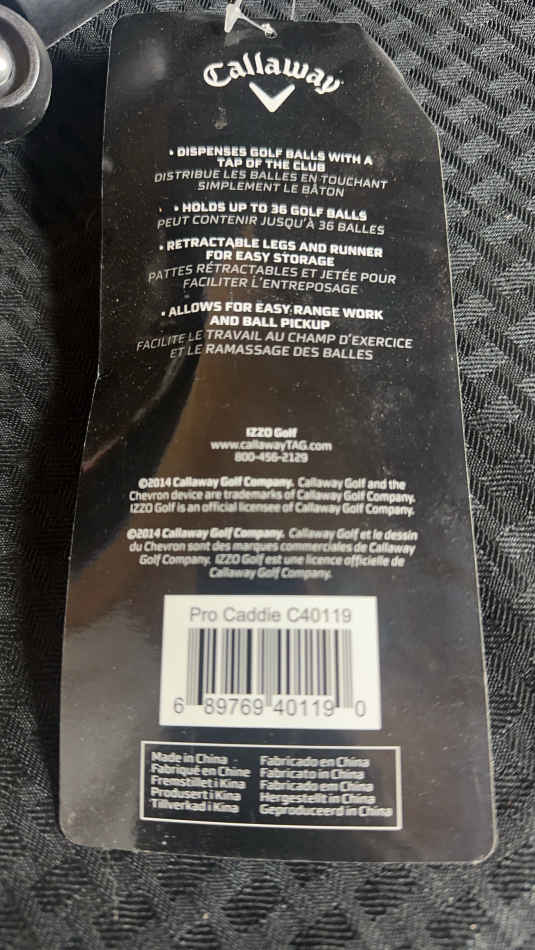 Callaway
• DISPENSES GOLF BALLS WITH A
TAP OF THE CLUB
DISTRIBUE LES BALLES EN TOUCHANT
SIMPLEMENT LE BÂTON
• HOLDS UP TO 36 GOLF BALLS
PEUT CONTENIR JUSQU'À 36 BALLES
• RETRACTABLE LEGS AND RUNNER
FOR EASY STORAGE
PATTES RÉTRACTABLES ET JETÉE POUR
FACILITER L'ENTREPOSAGE
• ALLOWS FOR EASY RANGE WORK
AND BALL PICKUP
FACILITE LE TRAVAIL AU CHAMP D'EXERCICE
ET LE RAMASSAGE DES BALLES
IZZO Golf
www.callawayTAG.com
800-456-2129
©2014 Callaway Golf Company. Callaway Golf and the
Chevron device are trademarks of Callaway Golf Company.
IZZO Golf is an official licensee of Callaway Golf Company.
©2014 Callaway Golf Company. Callaway Golf et le dessin
du Chevron sont des marques commerciales de Callaway
Golf Company. IZZO Golf est une licence officielle de
Callaway Golf Company.
Pro Caddie C40119
6 89769 40119 0
Made in China
Fabriqué en Chine
Fremstillet i Kina
Produsert i Kina
Tillverkad i Kina
Fabricado en China
Fabricato in China
Fabricado em China
Hergestellt in China
Geproduceerd in China